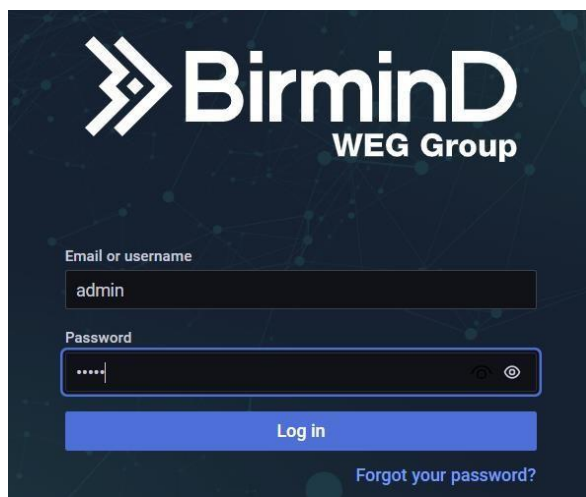 BirminD
WEG Group
Email or username
admin
Password
•••••
Log in
Forgot your password?